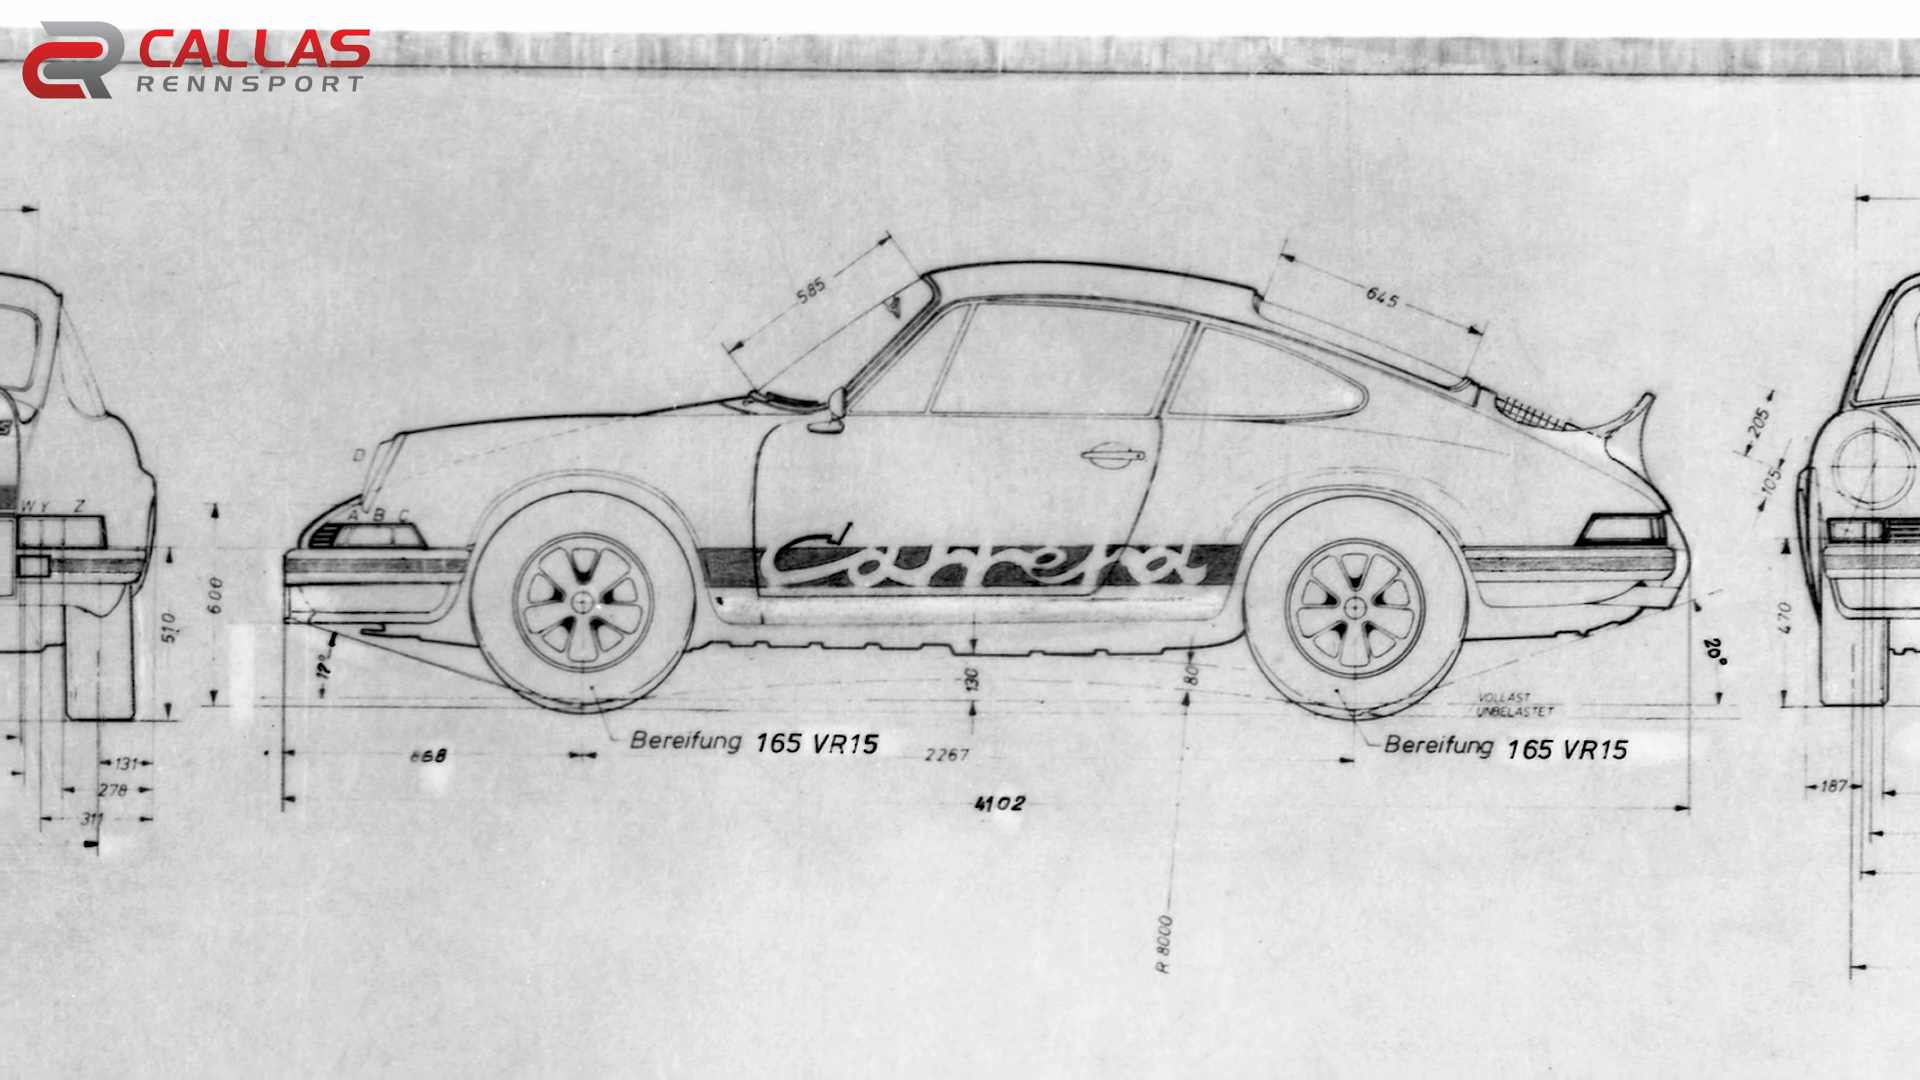 CALLAS
RENNSPORT
585
645
205
105
D
A B C
W Y Z
Carrera
600
510
470
12°
20°
130
80
VOLLAST
UNBELASTET
Bereifung 165 VR15
Bereifung 165 VR15
868
2267
131
278
311
187
4102
R 8000